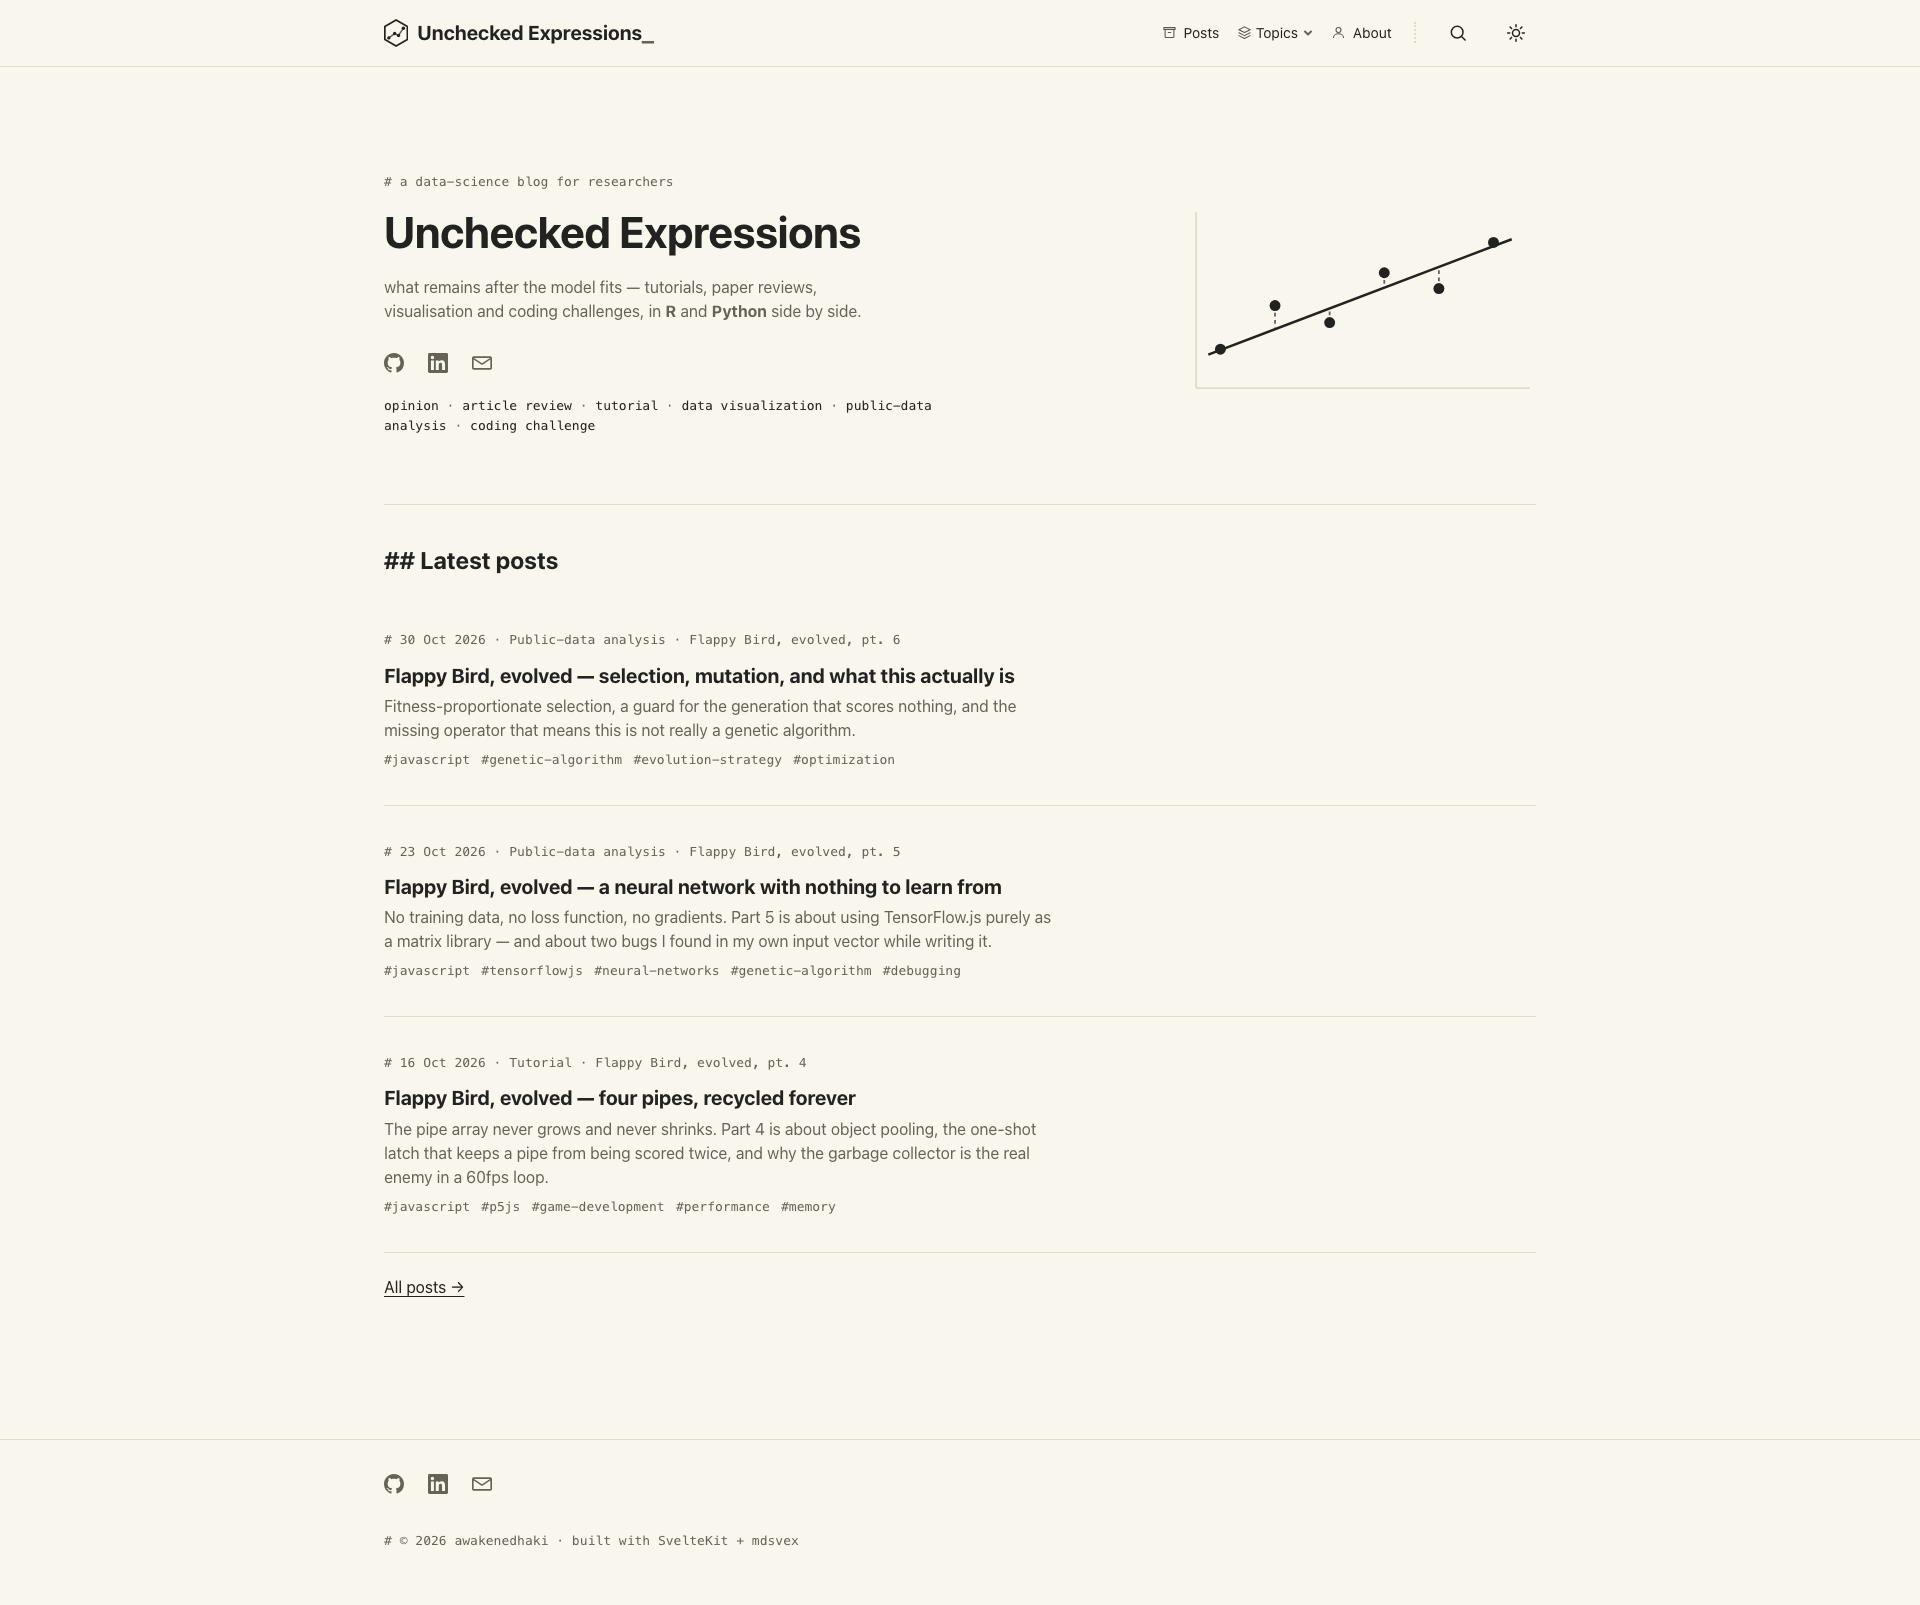 Unchecked Expressions_
Posts Topics About
# a data-science blog for researchers
Unchecked Expressions
what remains after the model fits — tutorials, paper reviews,
visualisation and coding challenges, in R and Python side by side.
opinion · article review · tutorial · data visualization · public-data
analysis · coding challenge
## Latest posts
# 30 Oct 2026 · Public-data analysis · Flappy Bird, evolved, pt. 6
Flappy Bird, evolved — selection, mutation, and what this actually is
Fitness-proportionate selection, a guard for the generation that scores nothing, and the
missing operator that means this is not really a genetic algorithm.
#javascript #genetic-algorithm #evolution-strategy #optimization
# 23 Oct 2026 · Public-data analysis · Flappy Bird, evolved, pt. 5
Flappy Bird, evolved — a neural network with nothing to learn from
No training data, no loss function, no gradients. Part 5 is about using TensorFlow.js purely as
a matrix library — and about two bugs I found in my own input vector while writing it.
#javascript #tensorflowjs #neural-networks #genetic-algorithm #debugging
# 16 Oct 2026 · Tutorial · Flappy Bird, evolved, pt. 4
Flappy Bird, evolved — four pipes, recycled forever
The pipe array never grows and never shrinks. Part 4 is about object pooling, the one-shot
latch that keeps a pipe from being scored twice, and why the garbage collector is the real
enemy in a 60fps loop.
#javascript #p5js #game-development #performance #memory
All posts →
# © 2026 awakenedhaki · built with SvelteKit + mdsvex